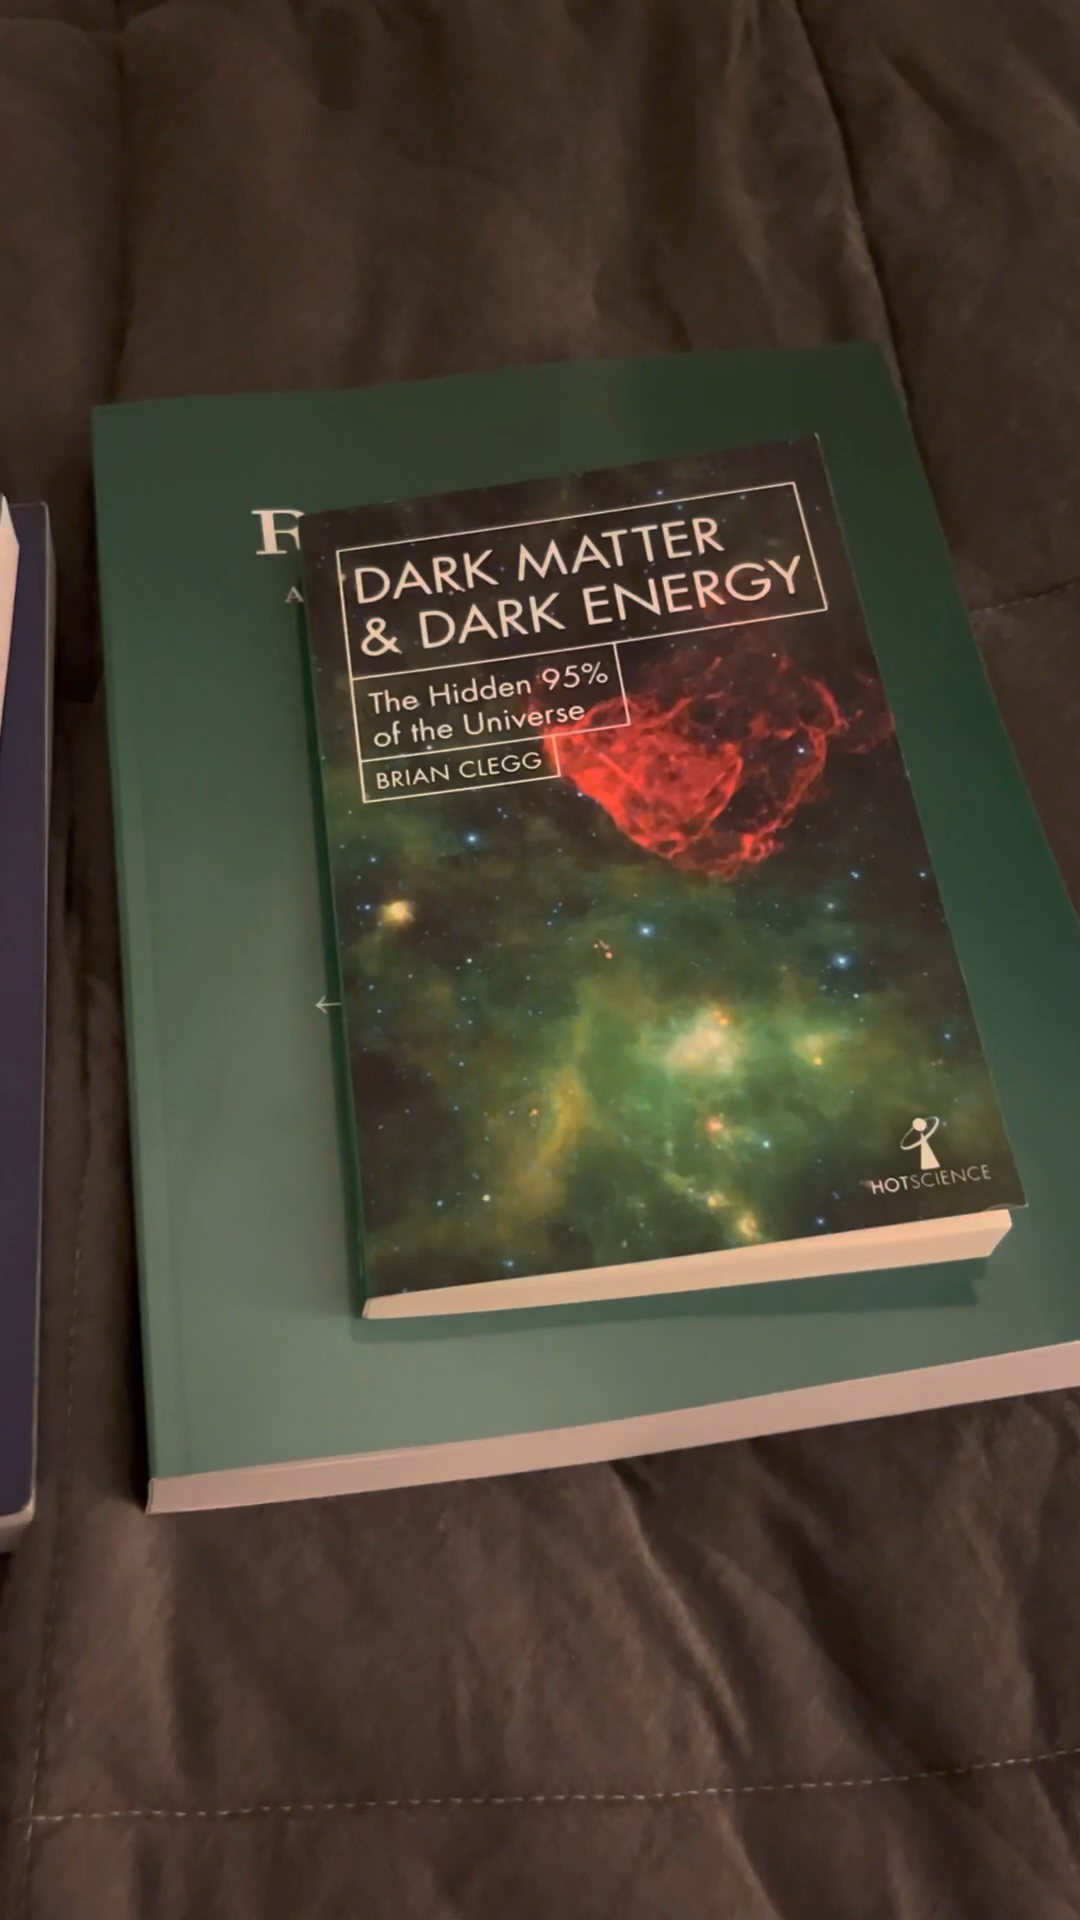 DARK MATTER
& DARK ENERGY
The Hidden 95%
of the Universe
BRIAN CLEGG
HOTSCIENCE